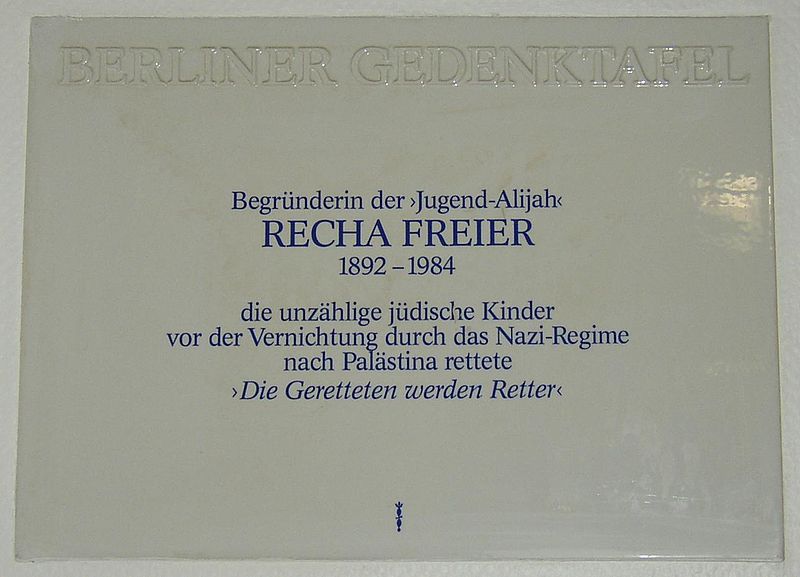 BERLINER GEDENKTAFEL
Begründerin der ›Jugend-Alijah‹
RECHA FREIER
1892 – 1984
die unzählige jüdische Kinder
vor der Vernichtung durch das Nazi-Regime
nach Palästina rettete
›Die Geretteten werden Retter‹